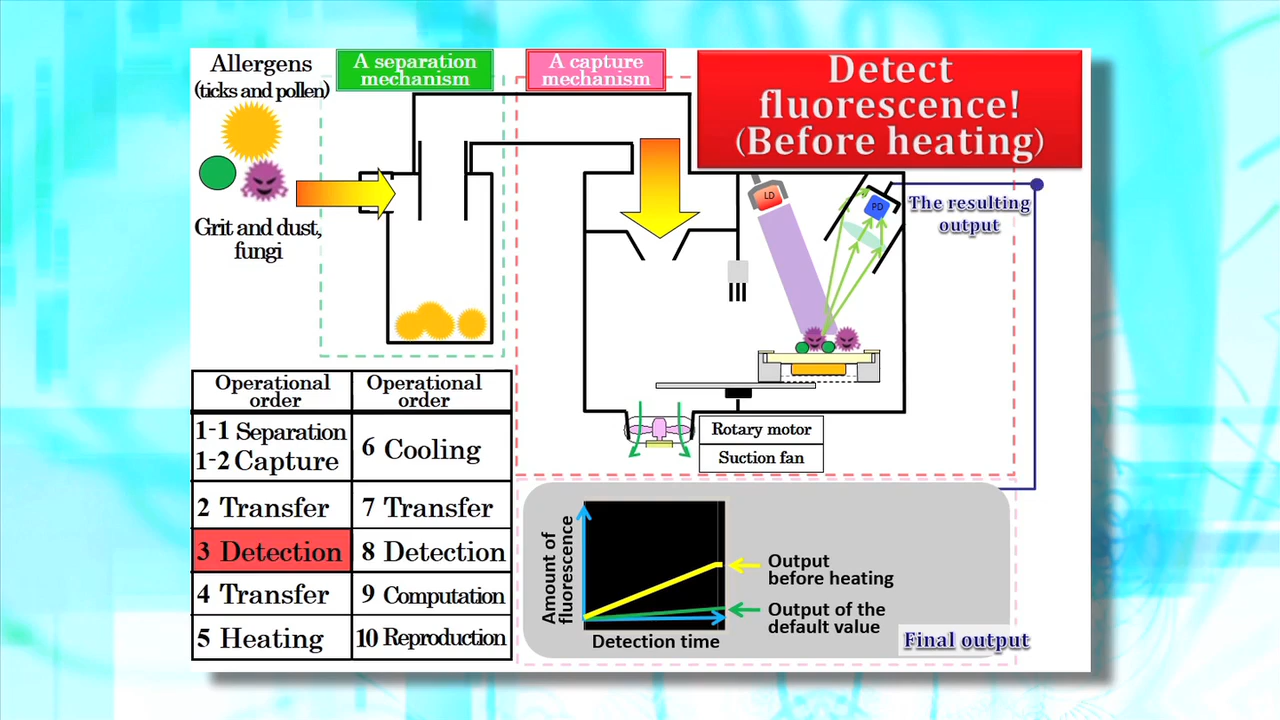 Allergens
(ticks and pollen)
Grit and dust,
fungi
A separation
mechanism
A capture
mechanism
Detect
fluorescence!
(Before heating)
LD
PD
The resulting
output
Rotary motor
Suction fan
Operational
order
Operational
order
1-1 Separation
1-2 Capture
6 Cooling
2 Transfer
7 Transfer
3 Detection
8 Detection
4 Transfer
9 Computation
5 Heating
10 Reproduction
Amount of
fluorescence
Detection time
Output
before heating
Output of the
default value
Final output